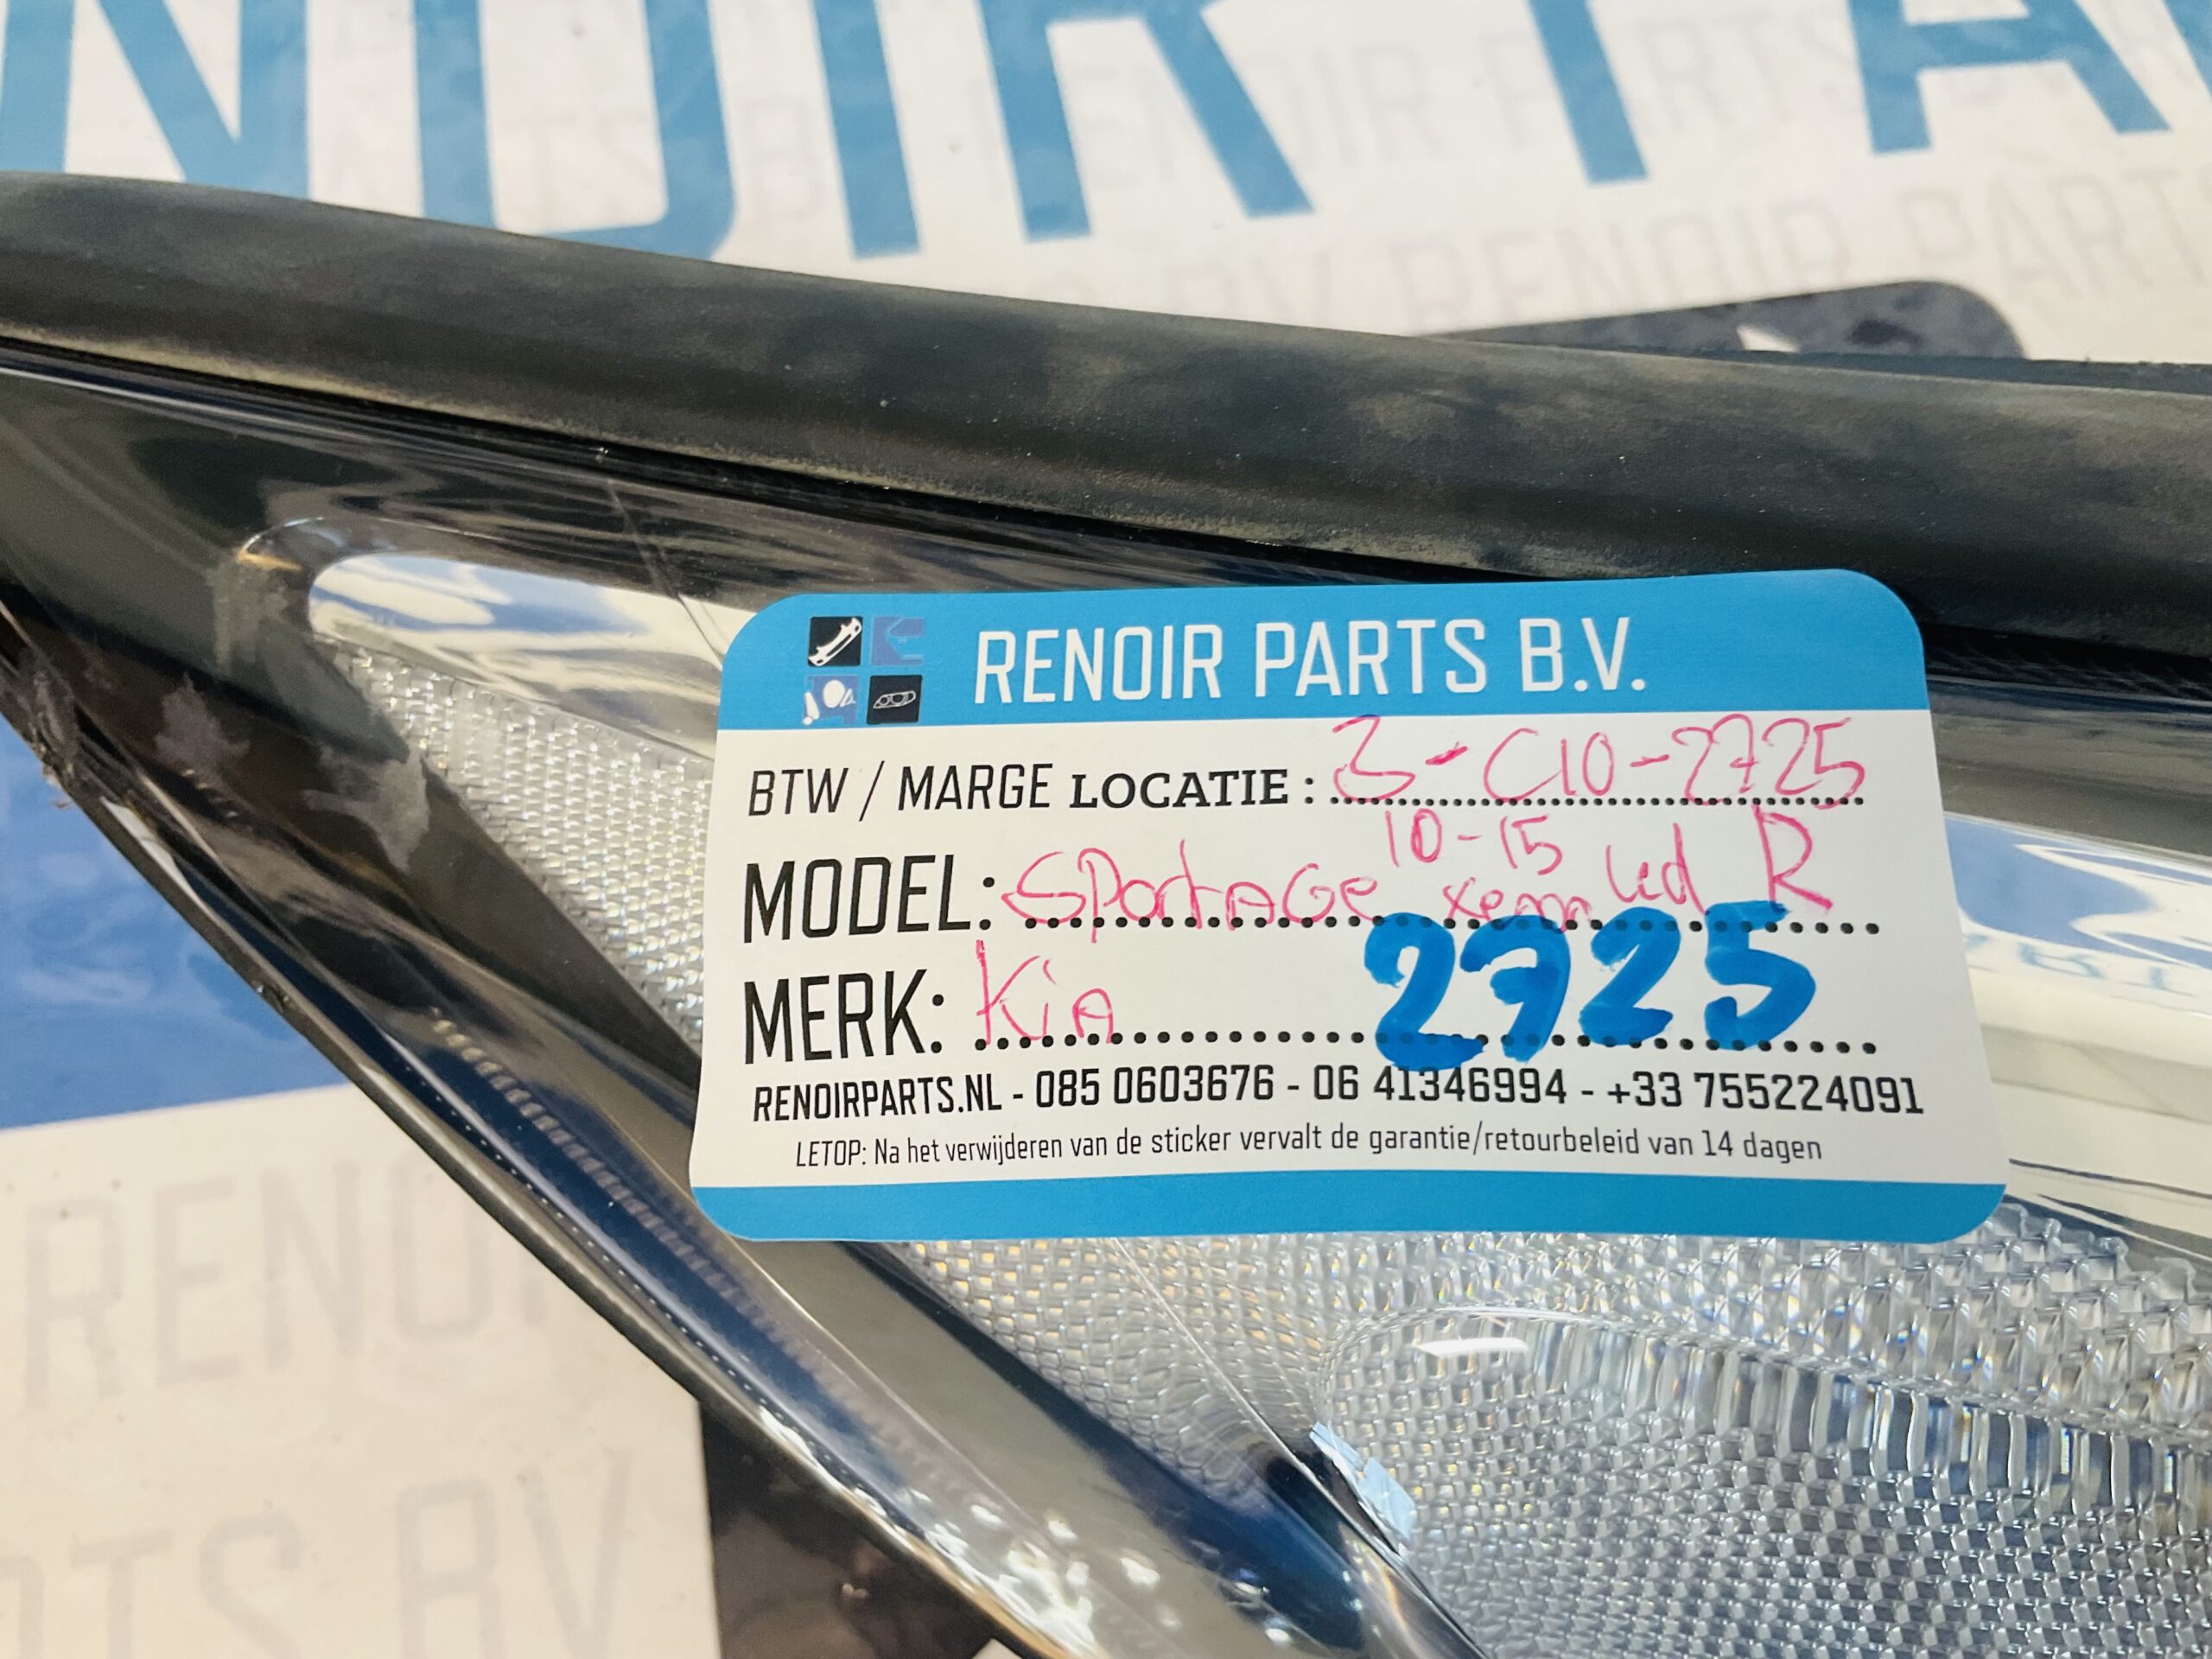 RENOIR PARTS B.V.
BTW / MARGE LOCATIE : 3-C10-2725
10-15
MODEL: SPortAGe xenon led R
MERK: KiA 2725
RENOIRPARTS.NL - 085 0603676 - 06 41346994 - +33 755224091
LETOP: Na het verwijderen van de sticker vervalt de garantie/retourbeleid van 14 dagen